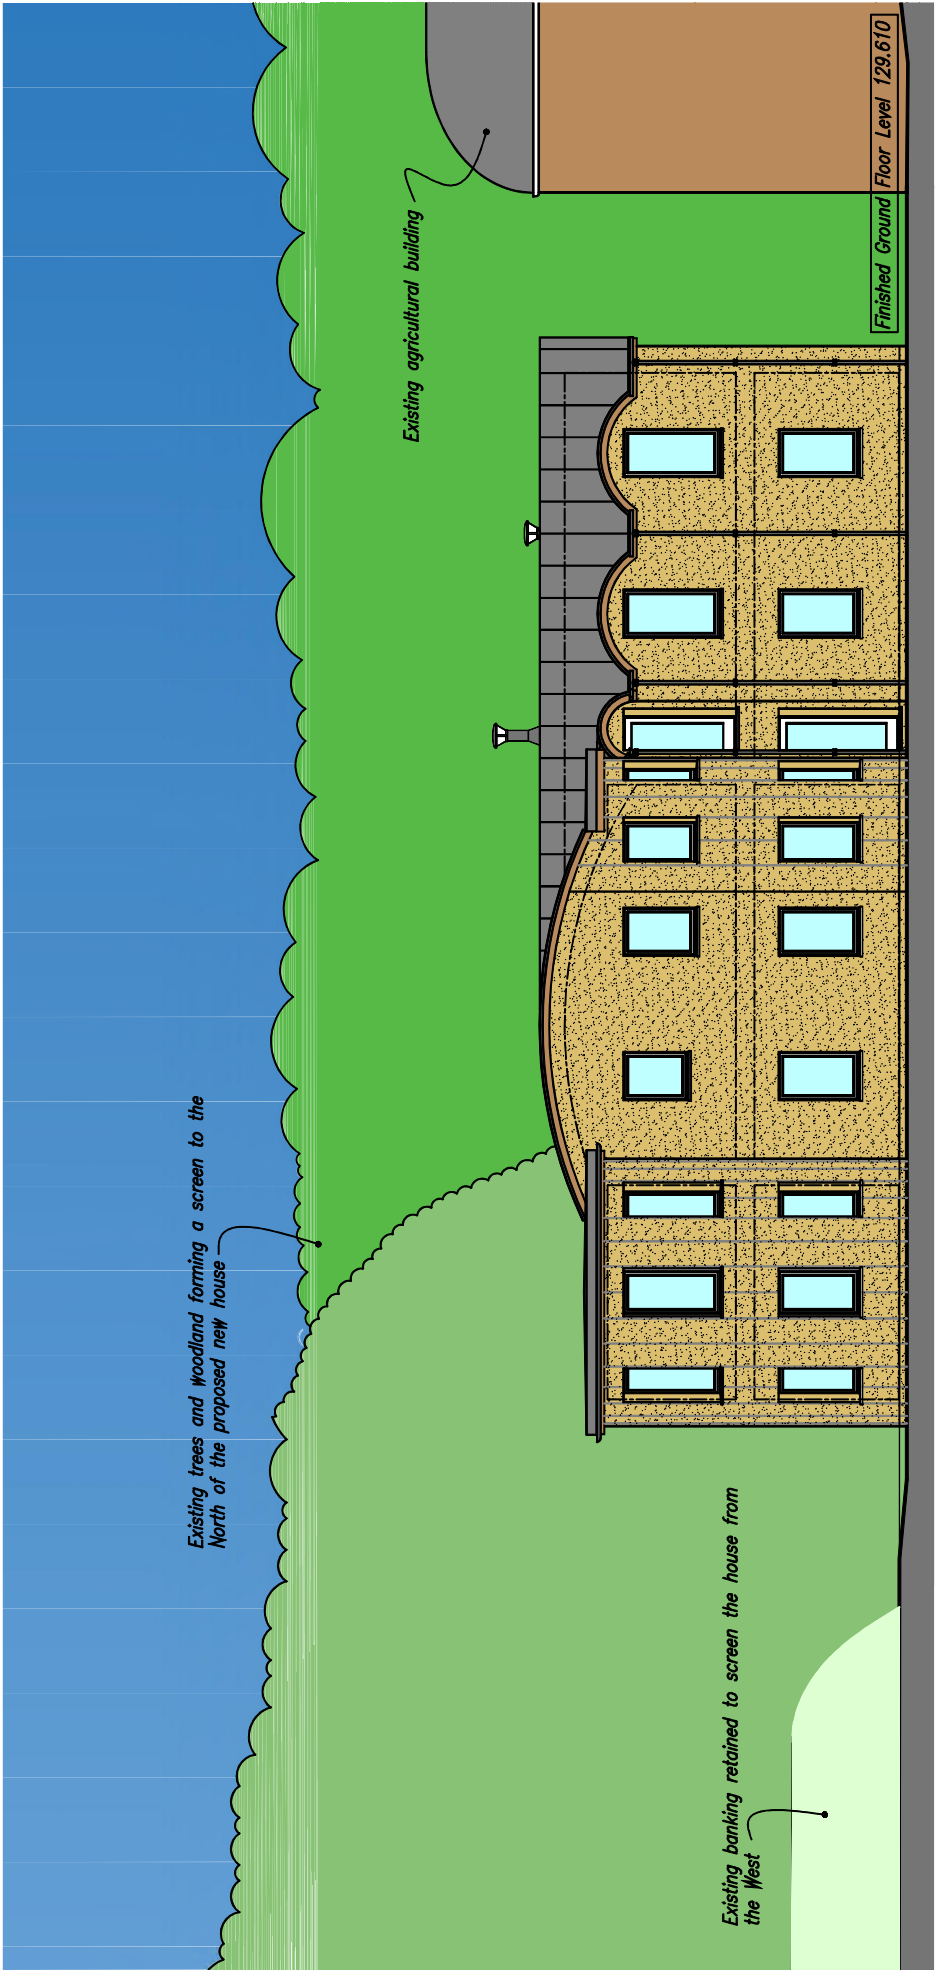 Existing trees and woodland forming a screen to the
North of the proposed new house
Existing agricultural building
Existing banking retained to screen the house from
the West
Finished Ground Floor Level 129.610